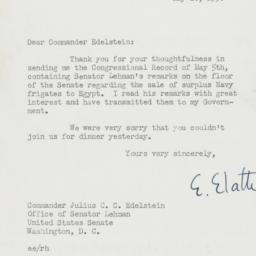 Dear Commander Edelstein:
Thank you for your thoughtfulness in
sending me the Congressional Record of May 5th,
containing Senator Lehman's remarks on the floor
of the Senate regarding the sale of surplus Navy
frigates to Egypt. I read his remarks with great
interest and have transmitted them to my Govern-
ment.
We were very sorry that you couldn't
join us for dinner yesterday.
Yours very sincerely,
E. Elath
Commander Julius C. C. Edelstein
Office of Senator Lehman
United States Senate
Washington, D. C.
ee/rh